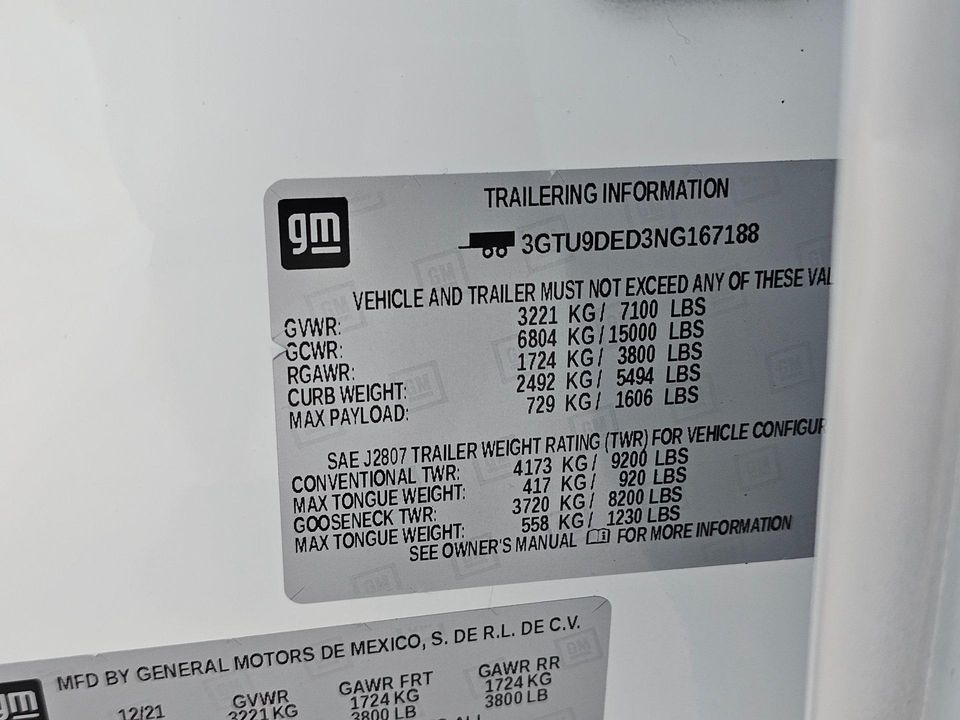 gm
TRAILERING INFORMATION
3GTU9DED3NG167188
VEHICLE AND TRAILER MUST NOT EXCEED ANY OF THESE VAL
GVWR: 3221 KG/ 7100 LBS
GCWR: 6804 KG/ 15000 LBS
RGAWR: 1724 KG/ 3800 LBS
CURB WEIGHT: 2492 KG/ 5494 LBS
MAX PAYLOAD: 729 KG/ 1606 LBS
SAE J2807 TRAILER WEIGHT RATING (TWR) FOR VEHICLE CONFIGUR
CONVENTIONAL TWR: 4173 KG/ 9200 LBS
MAX TONGUE WEIGHT: 417 KG/ 920 LBS
GOOSENECK TWR: 3720 KG/ 8200 LBS
MAX TONGUE WEIGHT: 558 KG/ 1230 LBS
SEE OWNER'S MANUAL FOR MORE INFORMATION
gm
MFD BY GENERAL MOTORS DE MEXICO, S. DE R.L. DE C.V.
12/21 GVWR GAWR FRT GAWR RR
3221 KG 1724 KG 1724 KG
3800 LB 3800 LB